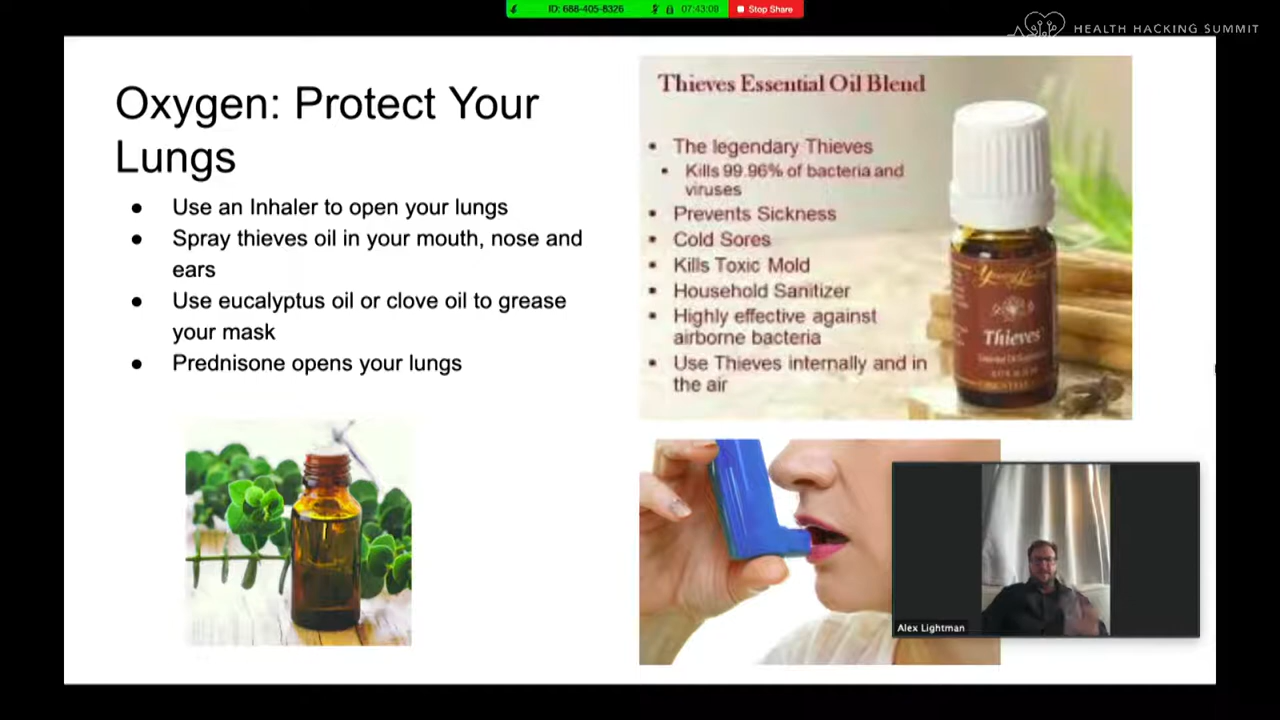 ID: 688-405-8326
07:43:09
Stop Share
HEALTH HACKING SUMMIT
Oxygen: Protect Your
Lungs
● Use an Inhaler to open your lungs
● Spray thieves oil in your mouth, nose and
ears
● Use eucalyptus oil or clove oil to grease
your mask
● Prednisone opens your lungs
Thieves Essential Oil Blend
• The legendary Thieves
• Kills 99.96% of bacteria and
viruses
• Prevents Sickness
• Cold Sores
• Kills Toxic Mold
• Household Sanitizer
• Highly effective against
airborne bacteria
• Use Thieves internally and in
the air
Thieves
Alex Lightman